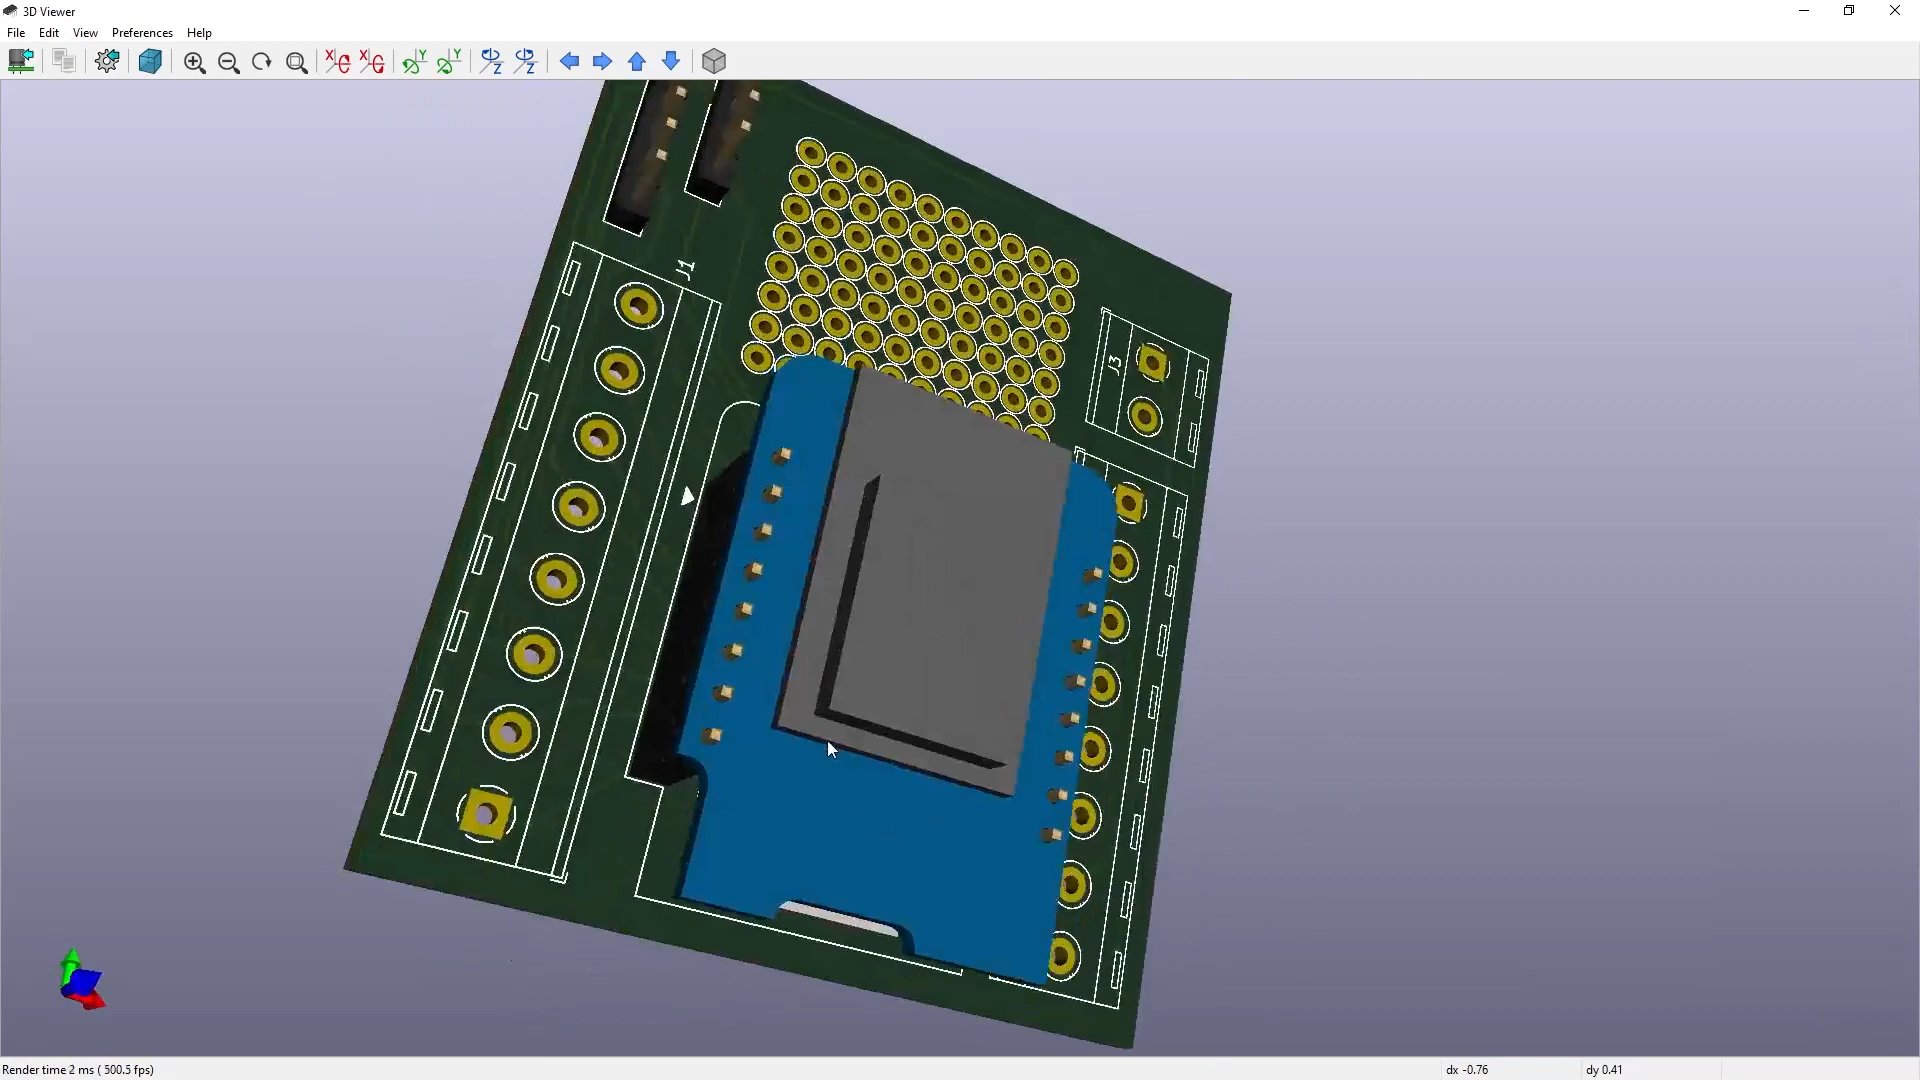 3D Viewer
File Edit View Preferences Help
J1
J3
Render time 2 ms ( 500.5 fps)
dx -0.76
dy 0.41